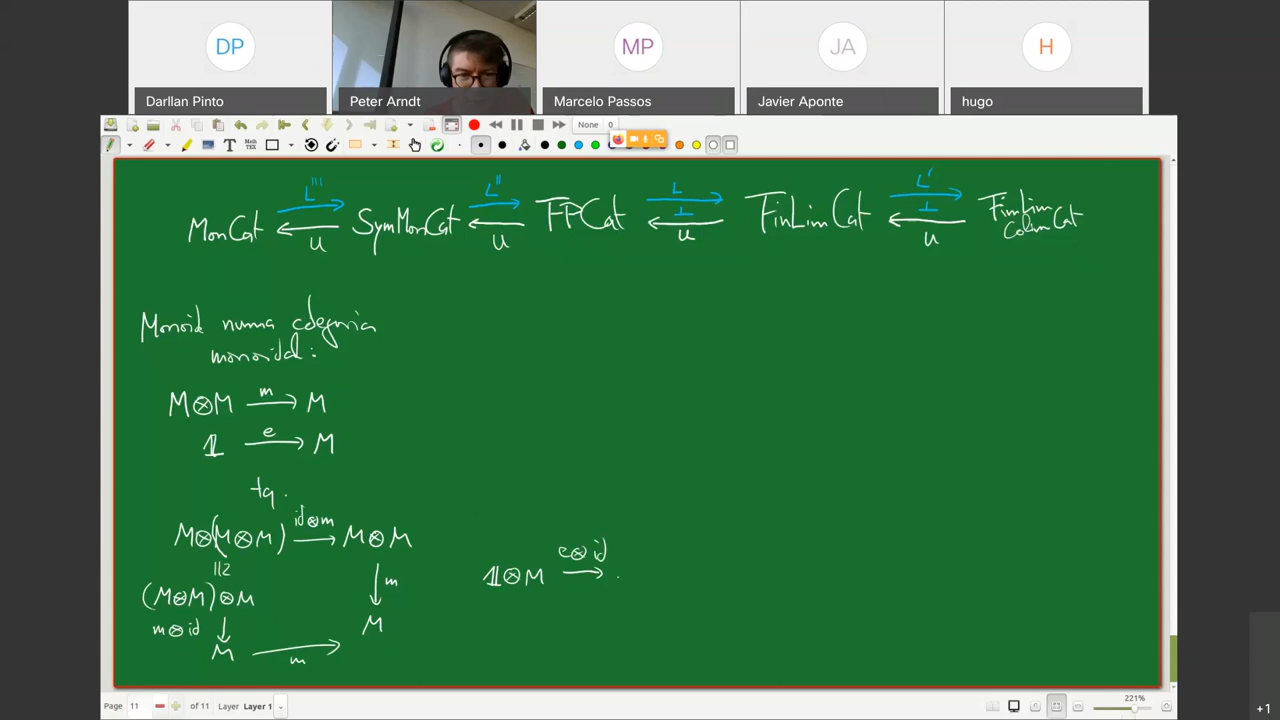 DP MP JA H
Darllan Pinto Peter Arndt Marcelo Passos Javier Aponte hugo
None 0
L''' L'' L L'
MonCat ⇄ SymMonCat ⇄ FPCat ⊥ FinLimCat ⊥ FinLim
ColimCat
U U U U
Monoid numa categoria
monoidal:
M⊗M —m→ M
𝟙 —e→ M
tq.
M⊗(M⊗M) —id⊗m→ M⊗M
≀‖
(M⊗M)⊗M
m⊗id ↓ ↓ m
M —m→ M
𝟙⊗M —e⊗id→ .
Page 11 of 11 Layer Layer 1 221%
+1